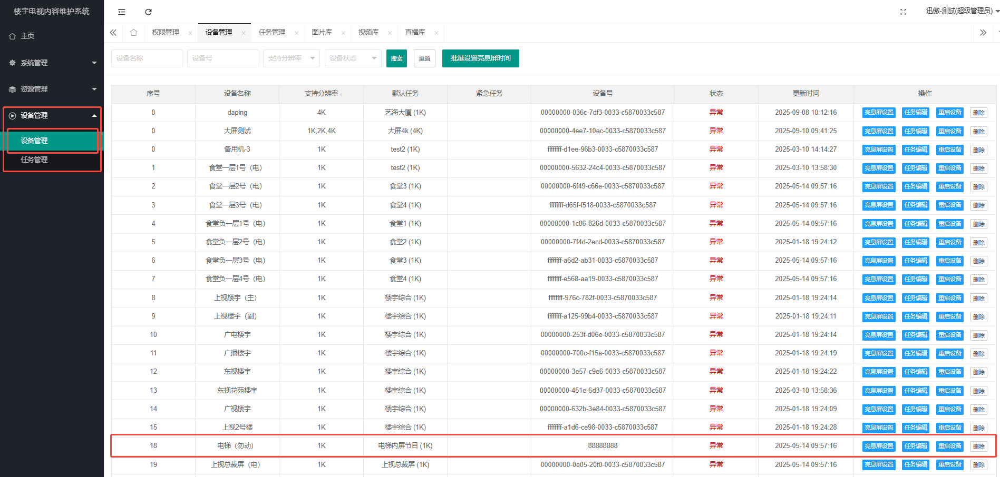 楼宇电视内容维护系统
迅傲-测试(超级管理员)
主页
系统管理
资源管理
设备管理
设备管理
任务管理
权限管理 设备管理 任务管理 图片库 视频库 直播库
设备名称 设备号 支持分辨率 设备状态 搜索 重置 批量设置亮息屏时间
序号 设备名称 支持分辨率 默认任务 紧急任务 设备号 状态 更新时间 操作
0 daping 4K 艺海大厦 (1K) 00000000-036c-7df3-0033-c5870033c587 异常 2025-09-08 10:12:16 亮息屏设置 任务编辑 重启设备 删除
0 大屏测试 1K,2K,4K 大屏4k (4K) 00000000-4ee7-10ec-0033-c5870033c587 异常 2025-09-10 09:41:25 亮息屏设置 任务编辑 重启设备 删除
0 备用机-3 1K test2 (1K) ffffffff-d1ee-96b3-0033-c5870033c587 异常 2025-03-10 14:14:27 亮息屏设置 任务编辑 重启设备 删除
1 食堂一层1号（电） 1K test2 (1K) 00000000-5632-24c4-0033-c5870033c587 异常 2025-03-10 13:58:30 亮息屏设置 任务编辑 重启设备 删除
2 食堂一层2号（电） 1K 食堂3 (1K) 00000000-6f49-c66e-0033-c5870033c587 异常 2025-05-14 09:57:16 亮息屏设置 任务编辑 重启设备 删除
3 食堂一层3号（电） 1K 食堂4 (1K) ffffffff-d65f-f518-0033-c5870033c587 异常 2025-05-14 09:57:16 亮息屏设置 任务编辑 重启设备 删除
4 食堂负一层1号（电） 1K 食堂1 (1K) 00000000-1c86-826d-0033-c5870033c587 异常 2025-05-14 09:57:16 亮息屏设置 任务编辑 重启设备 删除
5 食堂负一层2号（电） 1K 食堂2 (1K) 00000000-7f4d-2ecd-0033-c5870033c587 异常 2025-01-18 19:24:12 亮息屏设置 任务编辑 重启设备 删除
6 食堂负一层3号（电） 1K 食堂3 (1K) ffffffff-a6d2-ab31-0033-c5870033c587 异常 2025-05-14 09:57:16 亮息屏设置 任务编辑 重启设备 删除
7 食堂负一层4号（电） 1K 食堂4 (1K) ffffffff-e568-aa19-0033-c5870033c587 异常 2025-05-14 09:57:16 亮息屏设置 任务编辑 重启设备 删除
8 上视楼宇（主） 1K 楼宇综合 (1K) ffffffff-976c-782f-0033-c5870033c587 异常 2025-01-18 19:24:14 亮息屏设置 任务编辑 重启设备 删除
9 上视楼宇（副） 1K 楼宇综合 (1K) ffffffff-a125-99b4-0033-c5870033c587 异常 2025-01-18 19:24:11 亮息屏设置 任务编辑 重启设备 删除
10 广电楼宇 1K 楼宇综合 (1K) 00000000-253f-d06e-0033-c5870033c587 异常 2025-01-18 19:24:14 亮息屏设置 任务编辑 重启设备 删除
11 广播楼宇 1K 楼宇综合 (1K) 00000000-700c-f15a-0033-c5870033c587 异常 2025-01-18 19:24:19 亮息屏设置 任务编辑 重启设备 删除
12 东视楼宇 1K 楼宇综合 (1K) 00000000-3e57-c9e6-0033-c5870033c587 异常 2025-01-18 19:24:22 亮息屏设置 任务编辑 重启设备 删除
13 东视花苑楼宇 1K 楼宇综合 (1K) 00000000-451e-6d37-0033-c5870033c587 异常 2025-03-10 13:58:36 亮息屏设置 任务编辑 重启设备 删除
14 广视楼宇 1K 楼宇综合 (1K) 00000000-632b-3e84-0033-c5870033c587 异常 2025-01-18 19:24:09 亮息屏设置 任务编辑 重启设备 删除
15 上视2号楼 1K 楼宇综合 (1K) ffffffff-a1d6-ce98-0033-c5870033c587 异常 2025-01-18 19:24:28 亮息屏设置 任务编辑 重启设备 删除
18 电梯（勿动） 1K 电梯内屏节目 (1K) 88888888 异常 2025-05-14 09:57:16 亮息屏设置 任务编辑 重启设备 删除
19 上视总裁屏（电） 1K 上视总裁屏 (1K) 00000000-0e05-20f0-0033-c5870033c587 异常 2025-05-14 09:57:16 亮息屏设置 任务编辑 重启设备 删除